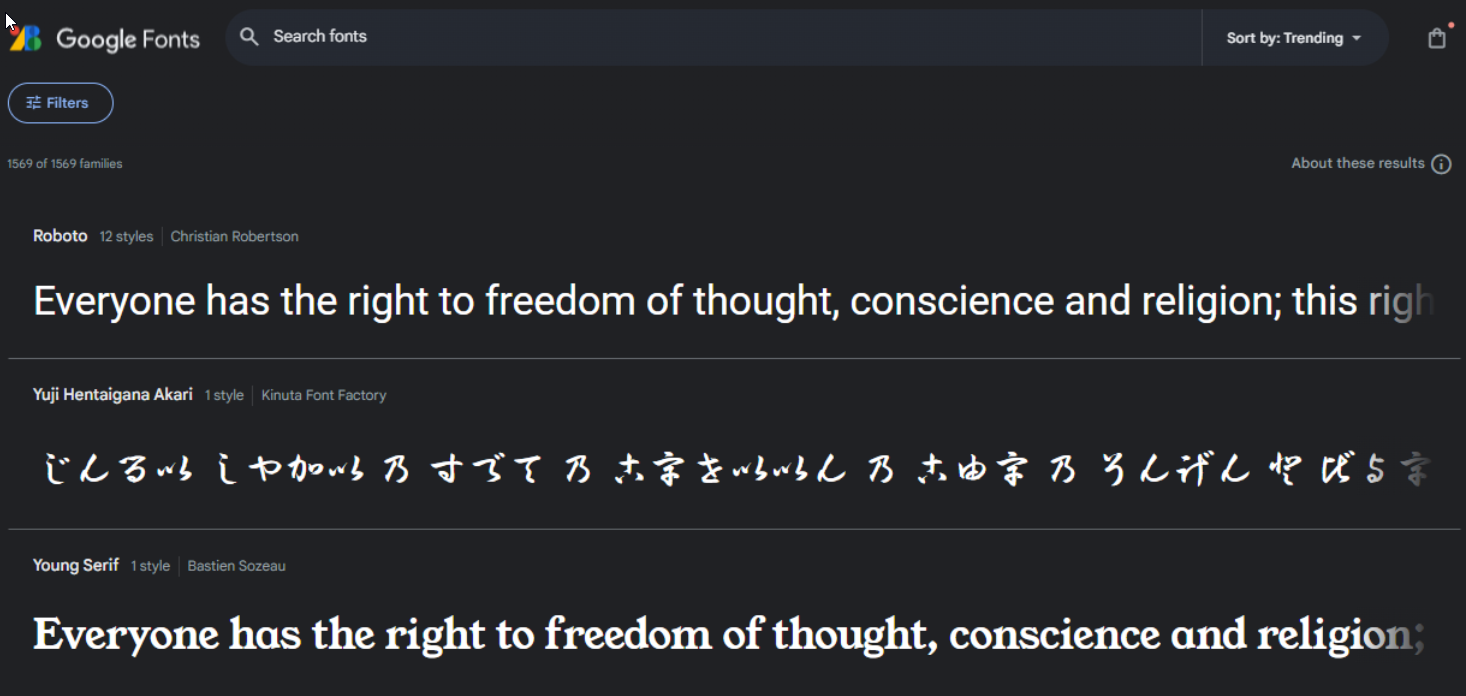 Google Fonts
Search fonts
Sort by: Trending
Filters
1569 of 1569 families
About these results
Roboto 12 styles Christian Robertson
Everyone has the right to freedom of thought, conscience and religion; this righ
Yuji Hentaigana Akari 1 style Kinuta Font Factory
Young Serif 1 style Bastien Sozeau
Everyone has the right to freedom of thought, conscience and religion;